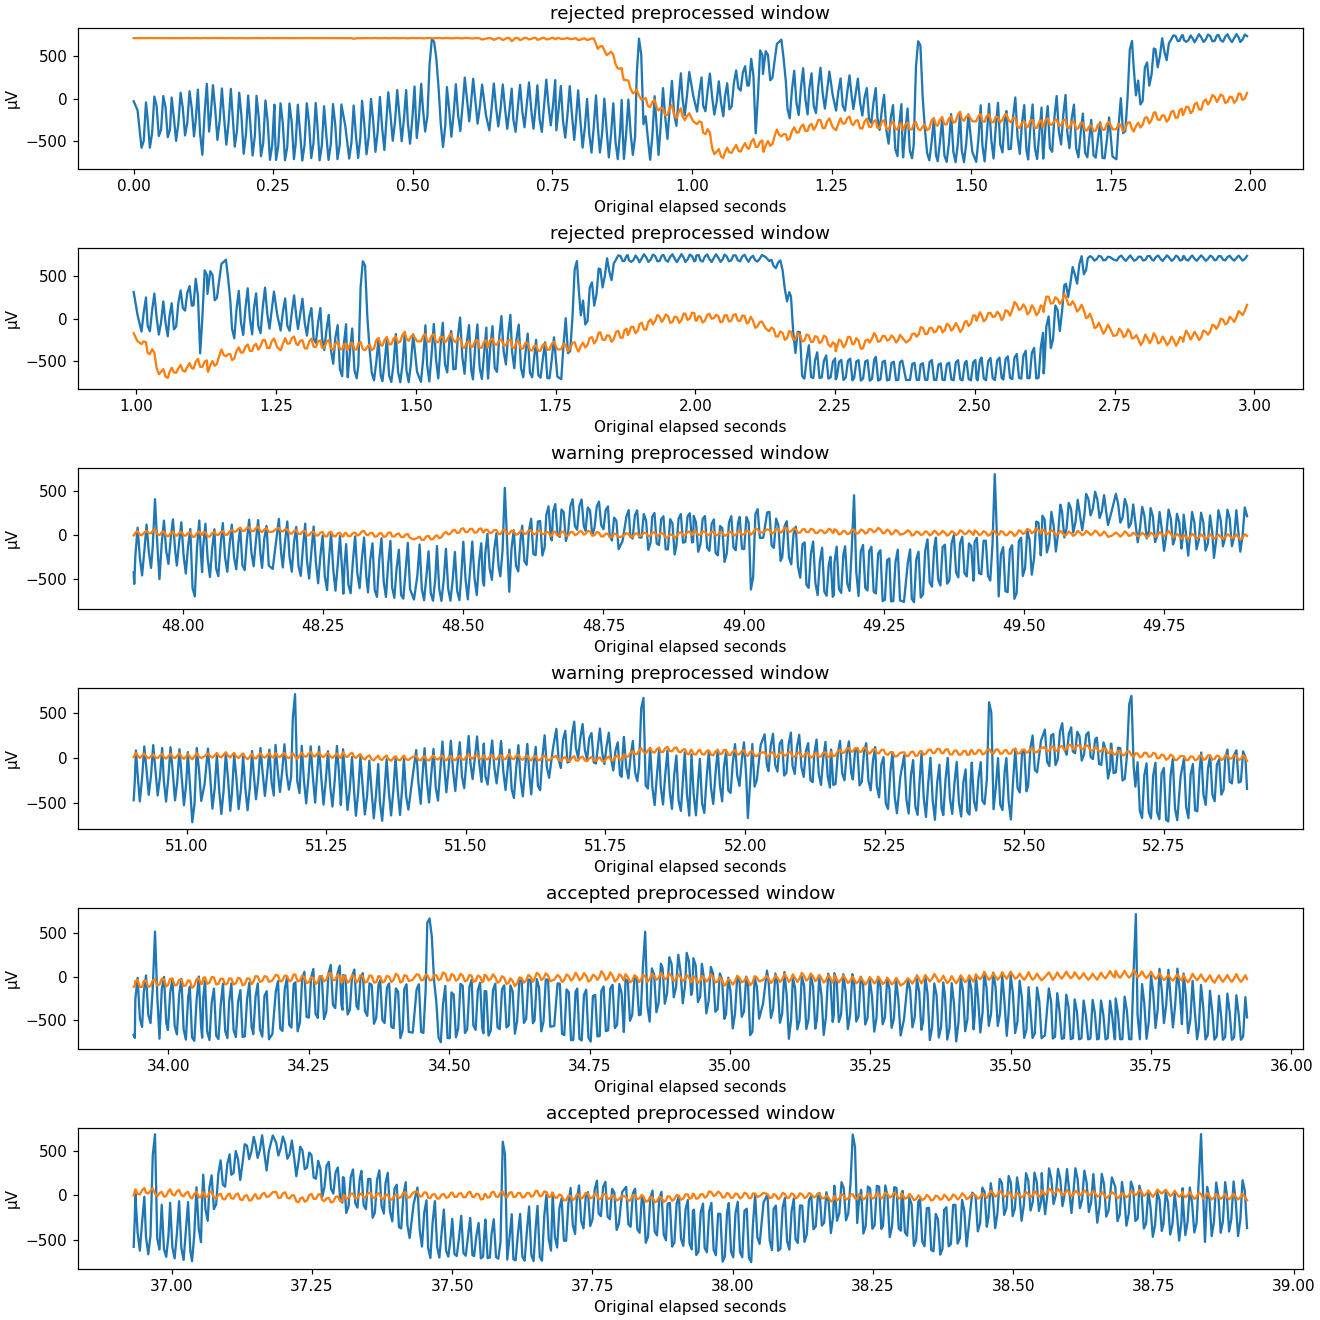 rejected preprocessed window
µV
500
0
−500
0.00 0.25 0.50 0.75 1.00 1.25 1.50 1.75 2.00
Original elapsed seconds
rejected preprocessed window
µV
500
0
−500
1.00 1.25 1.50 1.75 2.00 2.25 2.50 2.75 3.00
Original elapsed seconds
warning preprocessed window
µV
500
0
−500
48.00 48.25 48.50 48.75 49.00 49.25 49.50 49.75
Original elapsed seconds
warning preprocessed window
µV
500
0
−500
51.00 51.25 51.50 51.75 52.00 52.25 52.50 52.75
Original elapsed seconds
accepted preprocessed window
µV
500
0
−500
34.00 34.25 34.50 34.75 35.00 35.25 35.50 35.75 36.00
Original elapsed seconds
accepted preprocessed window
µV
500
0
−500
37.00 37.25 37.50 37.75 38.00 38.25 38.50 38.75 39.00
Original elapsed seconds